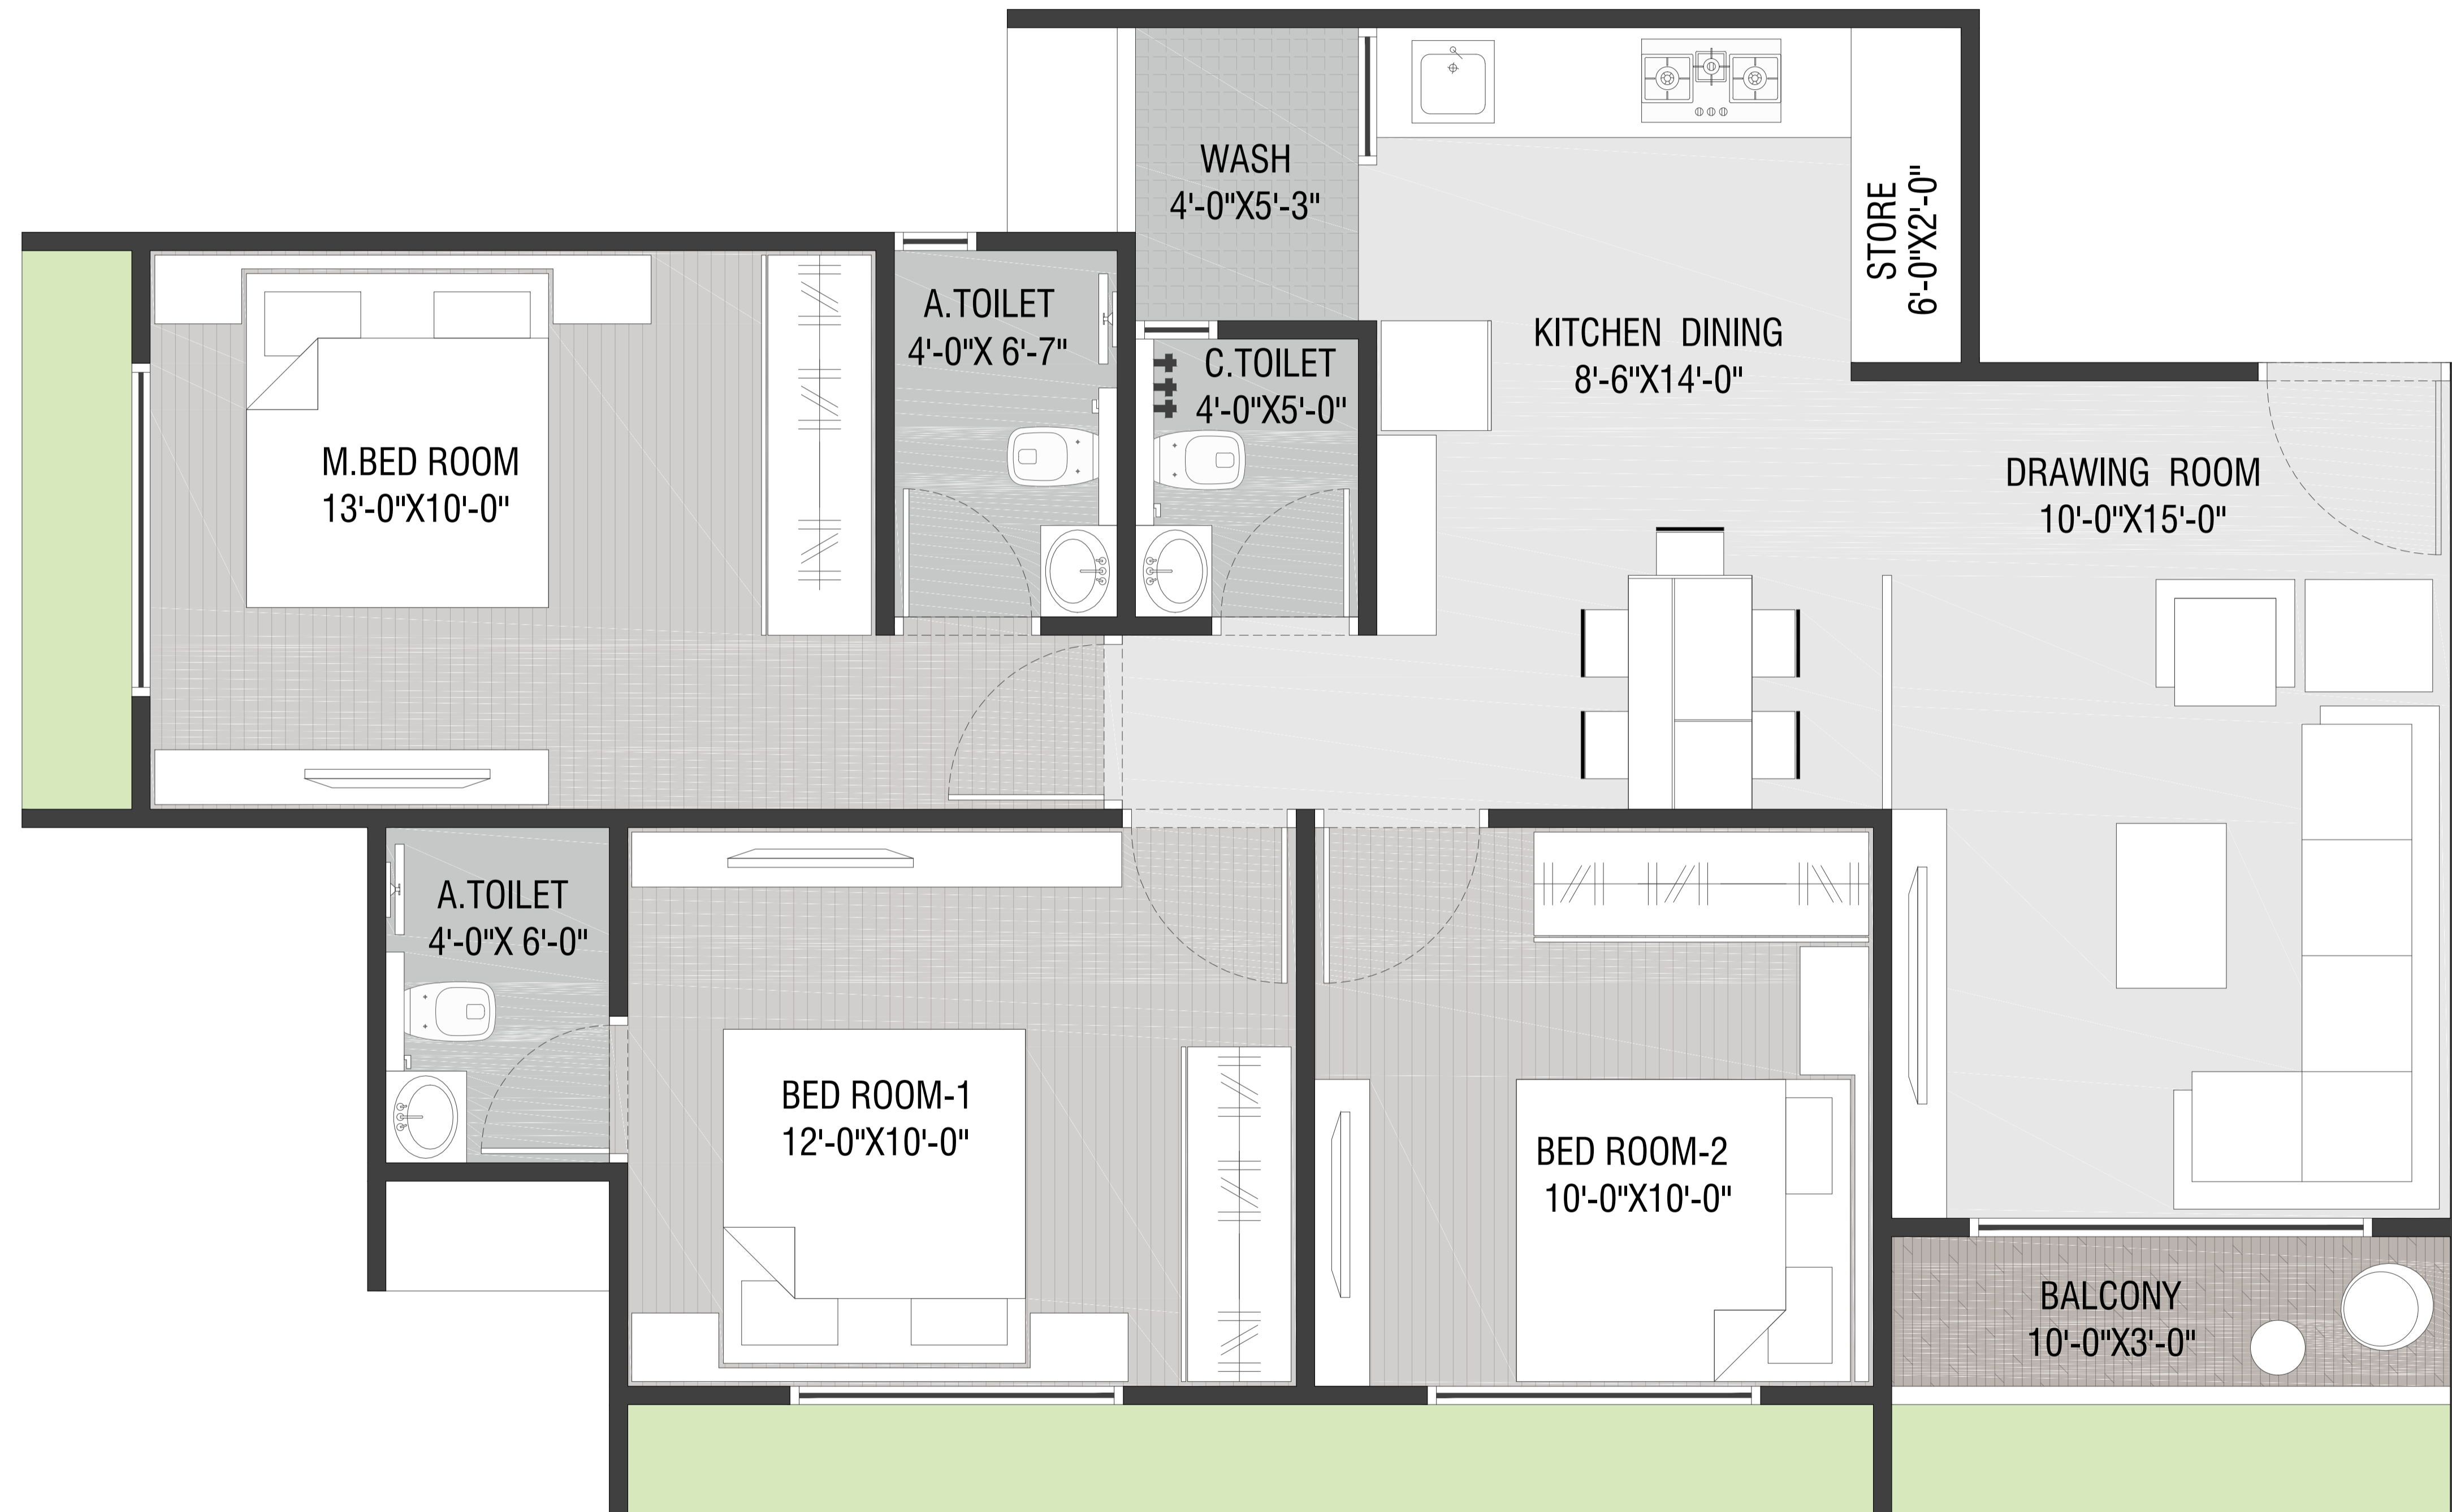 WASH
4'-0"X5'-3"
STORE
6'-0"X2'-0"
A.TOILET
4'-0"X 6'-7"
C.TOILET
4'-0"X5'-0"
KITCHEN DINING
8'-6"X14'-0"
M.BED ROOM
13'-0"X10'-0"
DRAWING ROOM
10'-0"X15'-0"
A.TOILET
4'-0"X 6'-0"
BED ROOM-1
12'-0"X10'-0"
BED ROOM-2
10'-0"X10'-0"
BALCONY
10'-0"X3'-0"